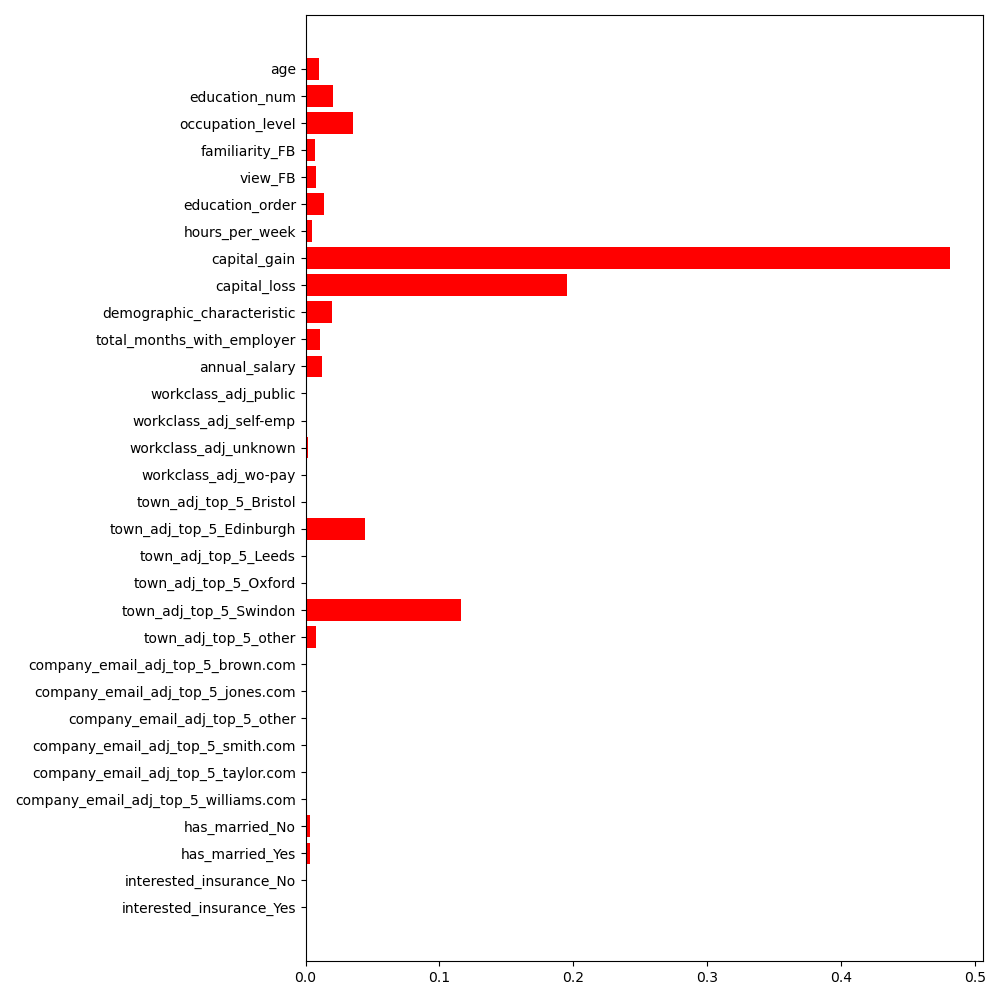 age
education_num
occupation_level
familiarity_FB
view_FB
education_order
hours_per_week
capital_gain
capital_loss
demographic_characteristic
total_months_with_employer
annual_salary
workclass_adj_public
workclass_adj_self-emp
workclass_adj_unknown
workclass_adj_wo-pay
town_adj_top_5_Bristol
town_adj_top_5_Edinburgh
town_adj_top_5_Leeds
town_adj_top_5_Oxford
town_adj_top_5_Swindon
town_adj_top_5_other
company_email_adj_top_5_brown.com
company_email_adj_top_5_jones.com
company_email_adj_top_5_other
company_email_adj_top_5_smith.com
company_email_adj_top_5_taylor.com
company_email_adj_top_5_williams.com
has_married_No
has_married_Yes
interested_insurance_No
interested_insurance_Yes
0.0 0.1 0.2 0.3 0.4 0.5